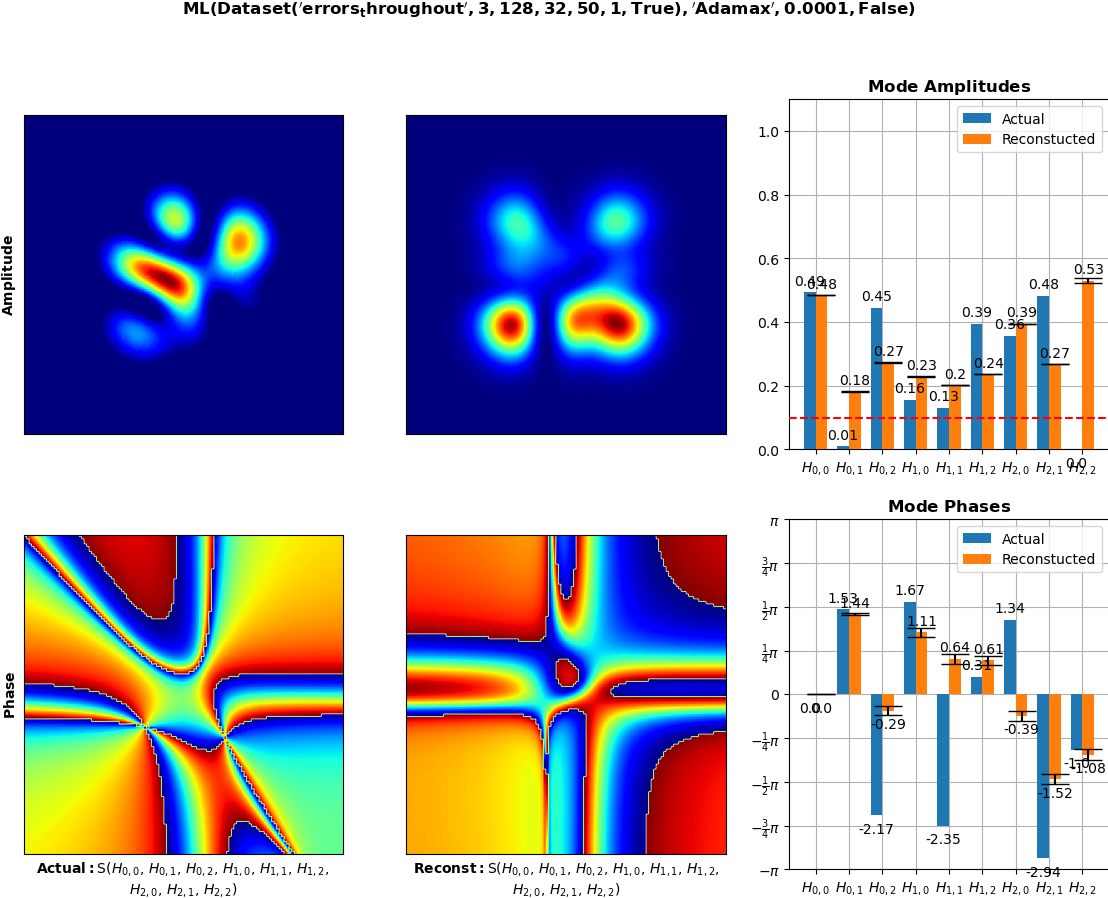 ML(Dataset('errors_throughout', 3, 128, 32, 50, 1, True), 'Adamax', 0.0001, False)
Amplitude
Mode Amplitudes
Actual
Reconstucted
1.0
0.8
0.6
0.4
0.2
0.0
0.49 0.01 0.45 0.16 0.13 0.39 0.36 0.48 0.0
0.48 0.18 0.27 0.23 0.2 0.24 0.39 0.27 0.53
H0,0 H0,1 H0,2 H1,0 H1,1 H1,2 H2,0 H2,1 H2,2
Phase
Mode Phases
Actual
Reconstucted
π
3/4π
1/2π
1/4π
0
−1/4π
−1/2π
−3/4π
−π
0.0 1.53 -2.17 1.67 -2.35 0.31 1.34 -2.94
0.0 1.44 -0.29 1.11 0.64 0.61 -0.39 -1.52 -1.08
H0,0 H0,1 H0,2 H1,0 H1,1 H1,2 H2,0 H2,1 H2,2
Actual: S(H0,0, H0,1, H0,2, H1,0, H1,1, H1,2,
H2,0, H2,1, H2,2)
Reconst: S(H0,0, H0,1, H0,2, H1,0, H1,1, H1,2,
H2,0, H2,1, H2,2)